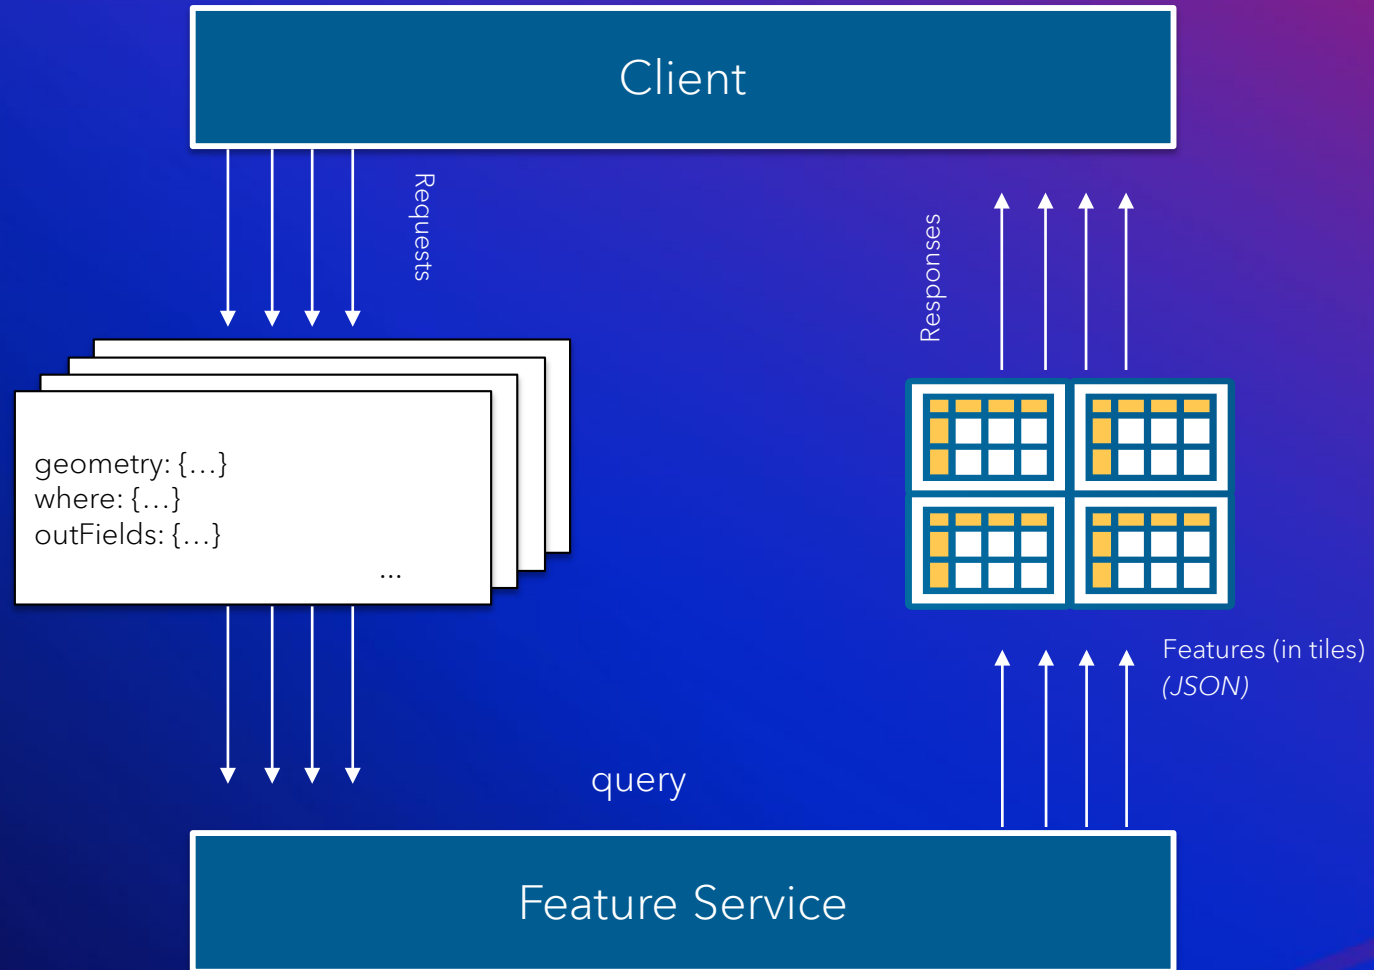 Client
Requests
Responses
geometry: {…}
where: {…}
outFields: {…}
...
Features (in tiles)
(JSON)
query
Feature Service